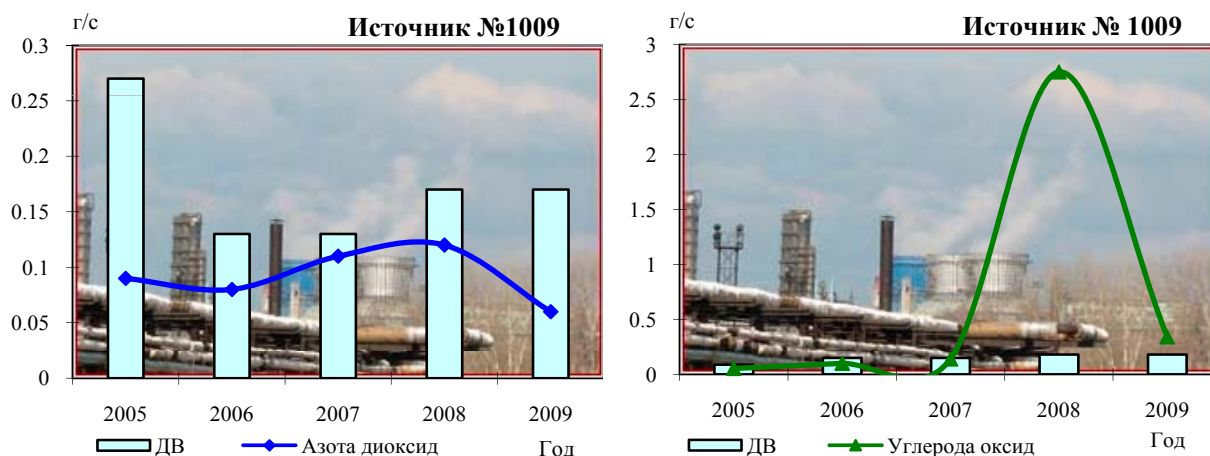 г/с
Источник №1009
0.3
0.25
0.2
0.15
0.1
0.05
0
2005 2006 2007 2008 2009
ДВ Азота диоксид Год
г/с
Источник № 1009
3
2.5
2
1.5
1
0.5
0
2005 2006 2007 2008 2009
Год
ДВ Углерода оксид